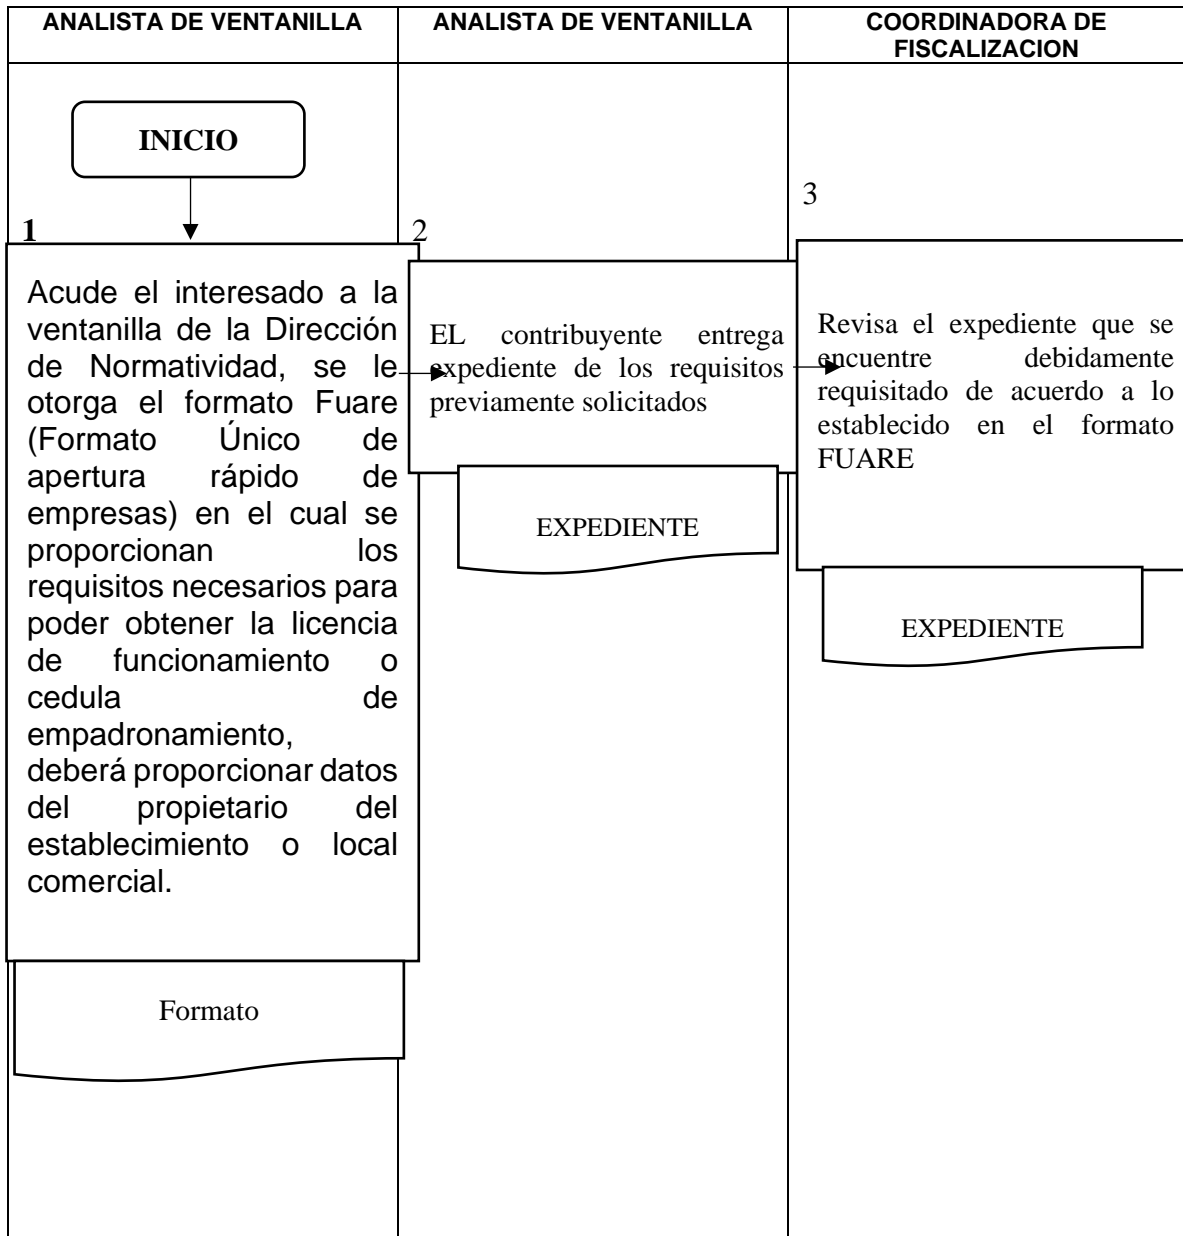 ANALISTA DE VENTANILLA
ANALISTA DE VENTANILLA
COORDINADORA DE
FISCALIZACION
INICIO
1
Acude el interesado a la
ventanilla de la Dirección
de Normatividad, se le
otorga el formato Fuare
(Formato Único de
apertura rápido de
empresas) en el cual se
proporcionan los
requisitos necesarios para
poder obtener la licencia
de funcionamiento o
cedula de
empadronamiento,
deberá proporcionar datos
del propietario del
establecimiento o local
comercial.
Formato
2
EL contribuyente entrega
expediente de los requisitos
previamente solicitados
EXPEDIENTE
3
Revisa el expediente que se
encuentre debidamente
requisitado de acuerdo a lo
establecido en el formato
FUARE
EXPEDIENTE